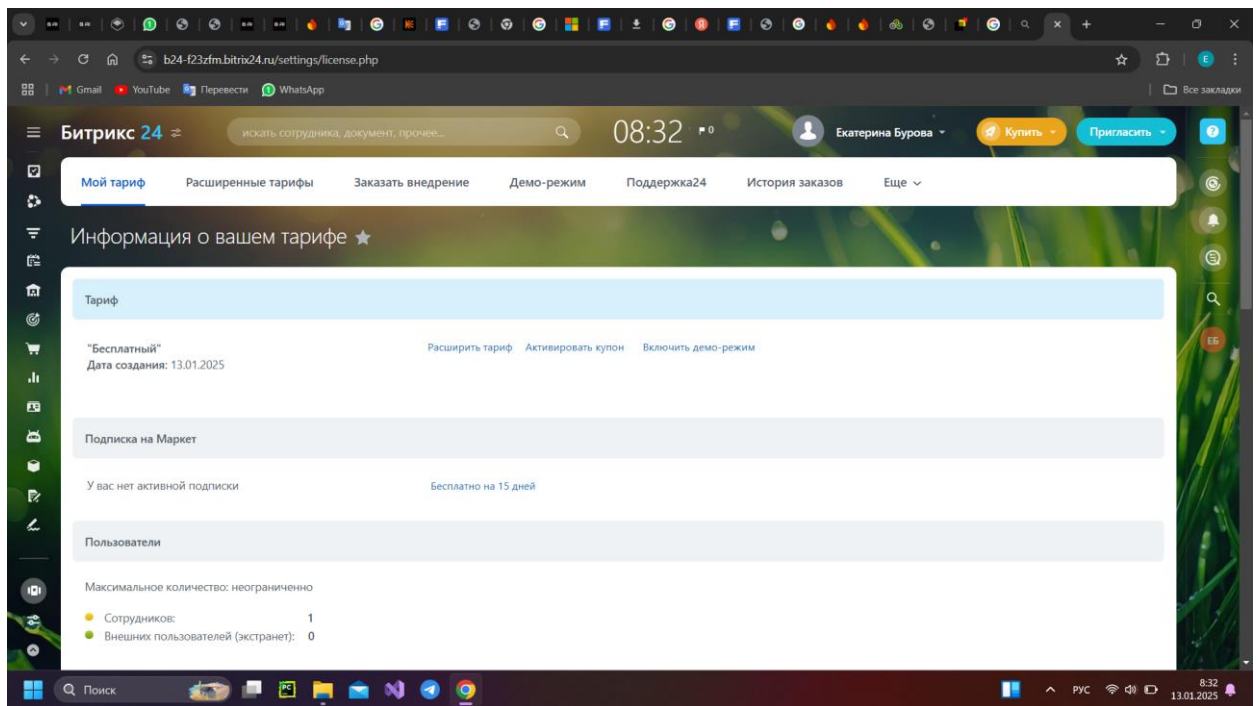 b24-f23zfm.bitrix24.ru/settings/license.php
E
Gmail YouTube Перевести WhatsApp Все закладки
Битрикс 24 искать сотрудника, документ, прочее... 08:32 0 Екатерина Бурова Купить Пригласить ?
Мой тариф Расширенные тарифы Заказать внедрение Демо-режим Поддержка24 История заказов Еще
Информация о вашем тарифе
Тариф
"Бесплатный" Расширить тариф Активировать купон Включить демо-режим
Дата создания: 13.01.2025
ЕБ
Подписка на Маркет
У вас нет активной подписки Бесплатно на 15 дней
Пользователи
Максимальное количество: неограниченно
Сотрудников: 1
Внешних пользователей (экстранет): 0
Поиск РУС 8:32
13.01.2025